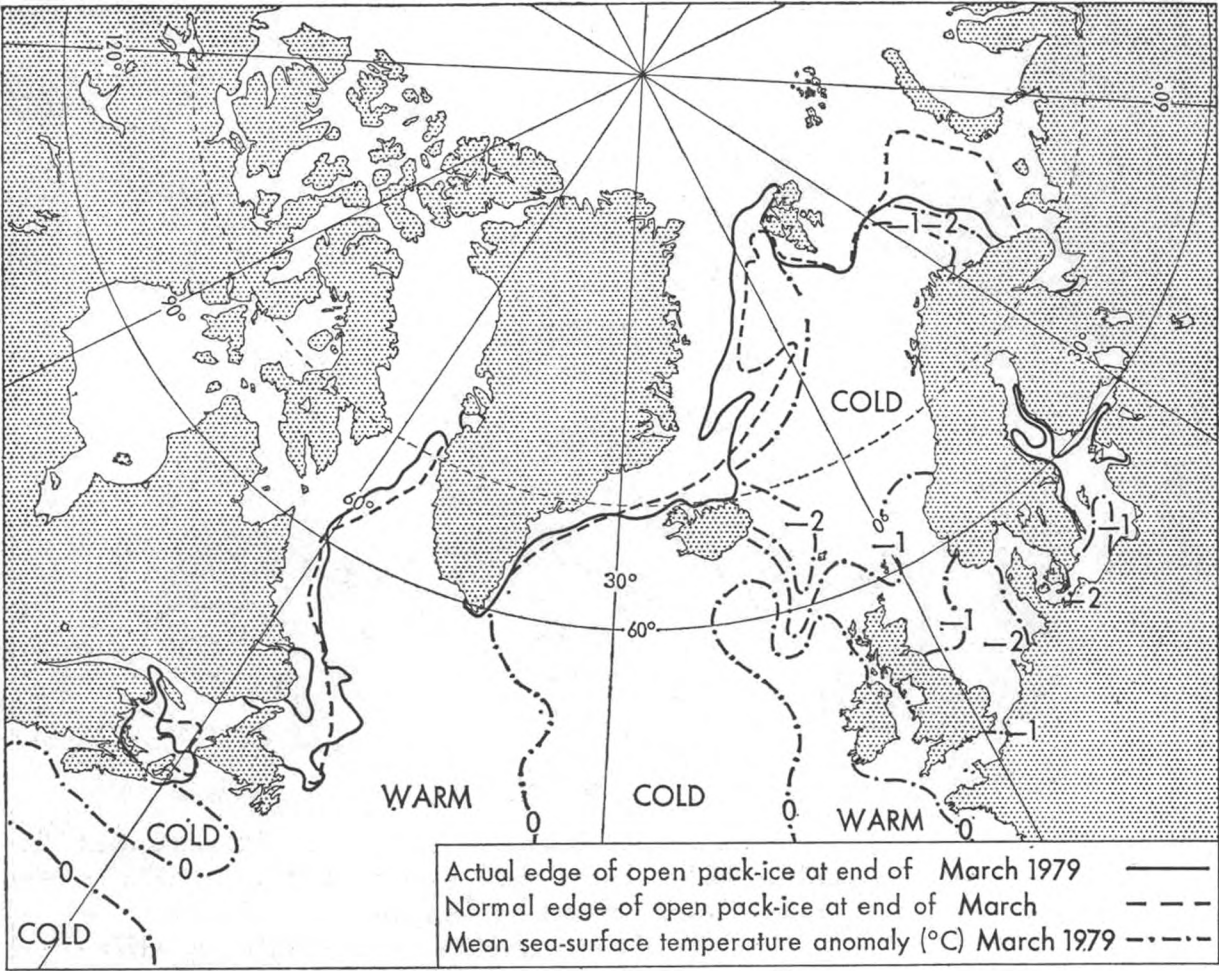 120°
90°
90°
–1–2
30°
COLD
60°
0°
–2
–1
–1
30°
–2
60°
–1
–2
–1
WARM
COLD
0
0
WARM
0
COLD
0
0
COLD
Actual edge of open pack-ice at end of March 1979
Normal edge of open pack-ice at end of March
Mean sea-surface temperature anomaly (°C) March 1979